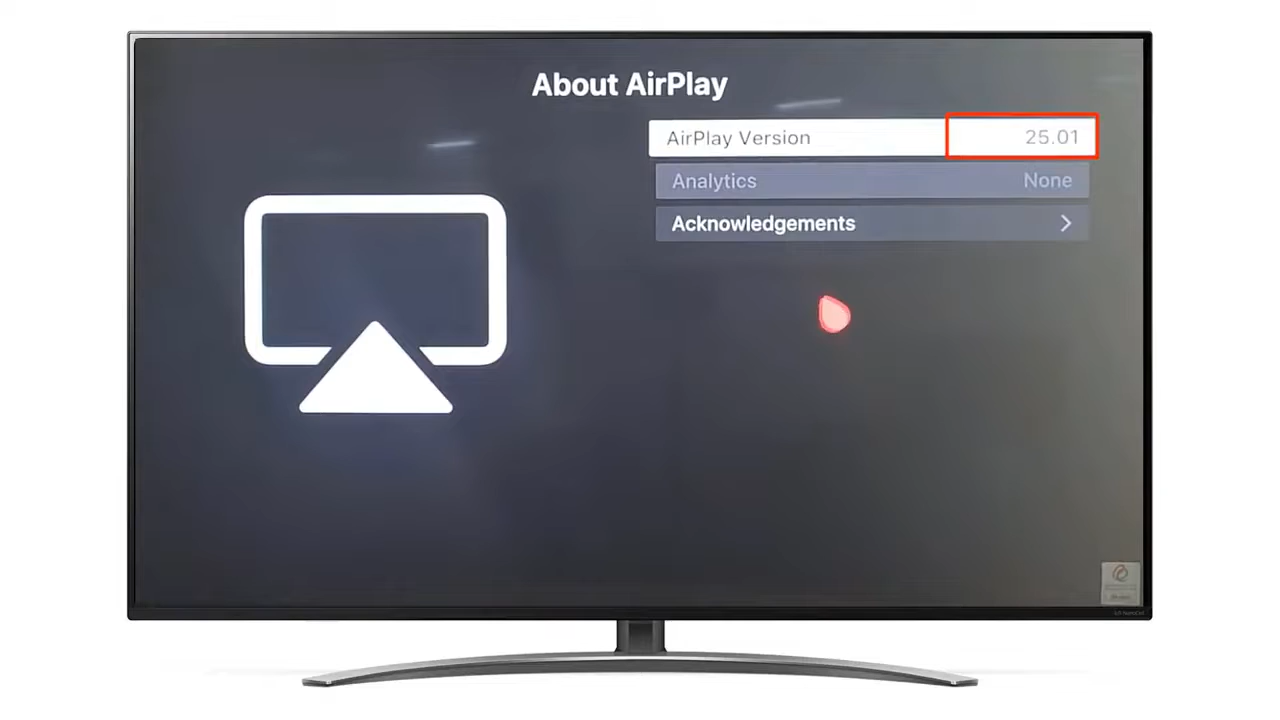 About AirPlay
AirPlay Version 25.01
Analytics None
Acknowledgements